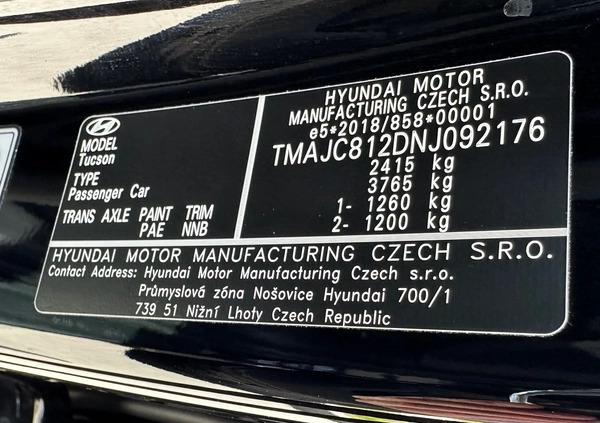 MODEL
Tucson
TYPE
Passenger Car
TRANS AXLE PAINT TRIM
PAE NNB
HYUNDAI MOTOR
MANUFACTURING CZECH S.R.O.
e5*2018/858*00001
TMAJC812DNJ092176
2415 kg
3765 kg
1- 1260 kg
2- 1200 kg
HYUNDAI MOTOR MANUFACTURING CZECH S.R.O.
Contact Address: Hyundai Motor Manufacturing Czech s.r.o.
Průmyslová zóna Nošovice Hyundai 700/1
739 51 Nižní Lhoty Czech Republic